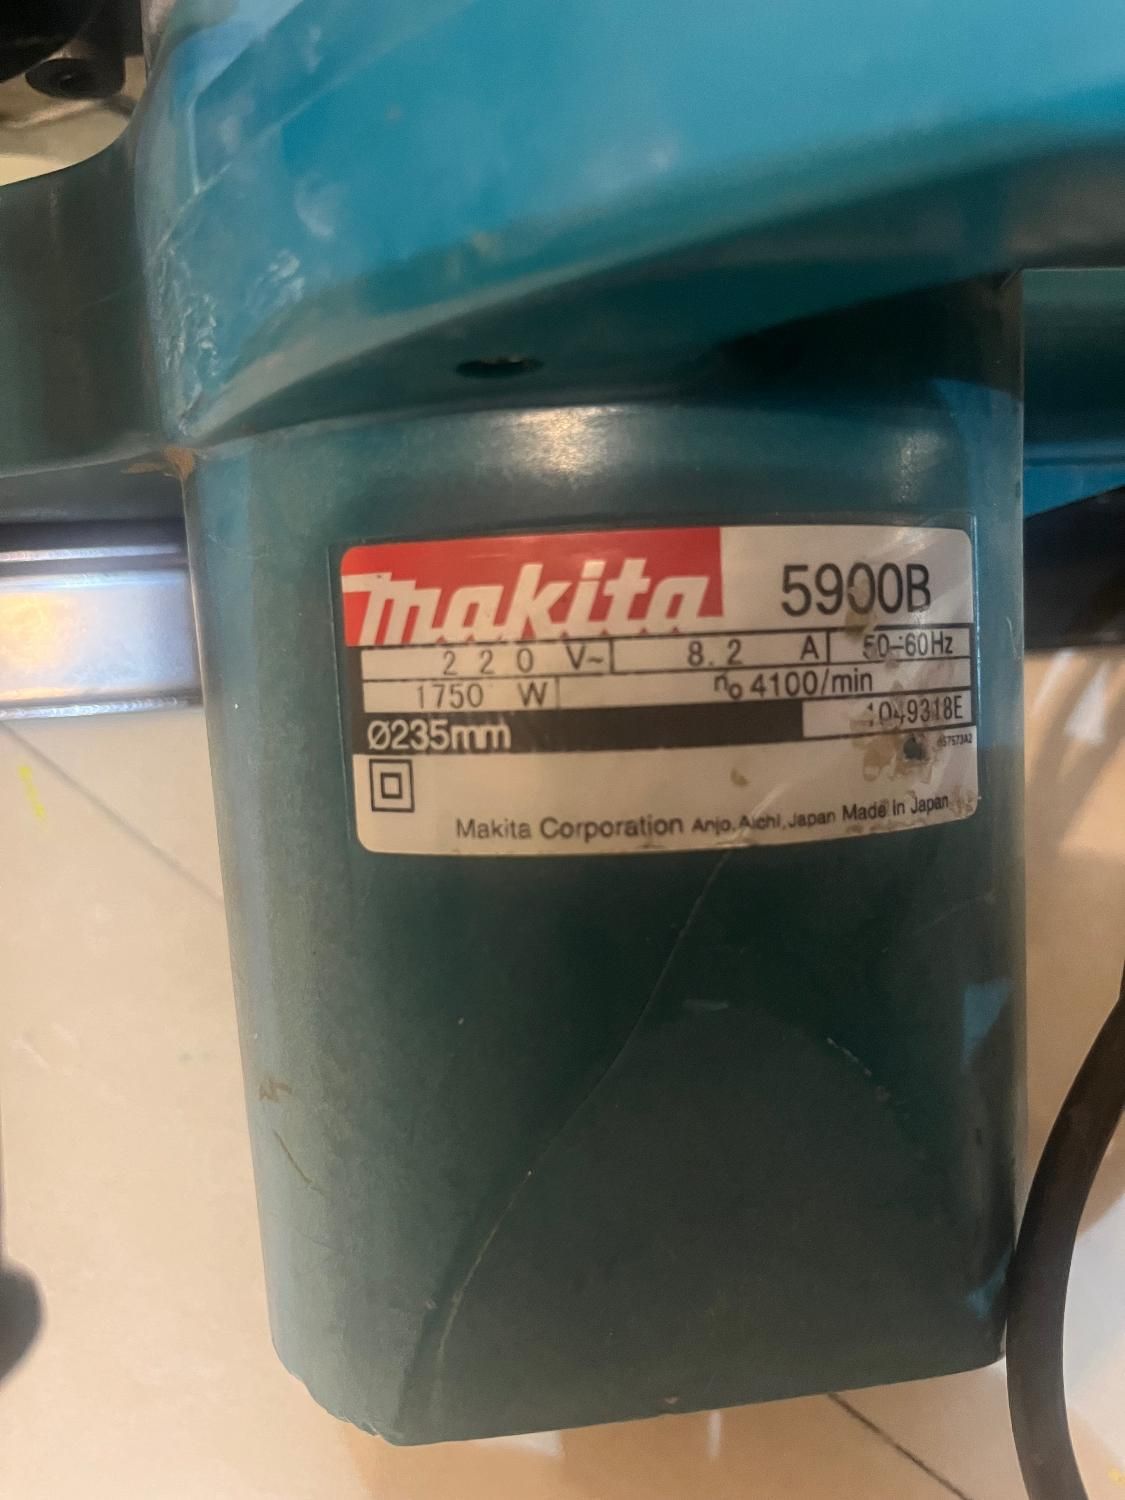 makita 5900B
220 V~ 8.2 A 50-60Hz
1750 W n₀ 4100/min
1049318E
Ø235mm
Makita Corporation Anjo, Aichi, Japan Made in Japan